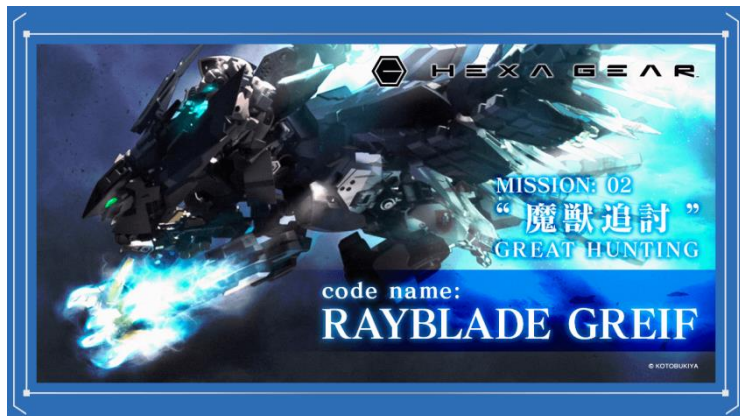 HEXA GEAR
MISSION: 02
“魔獣追討”
GREAT HUNTING
code name:
RAYBLADE GREIF
© KOTOBUKIYA